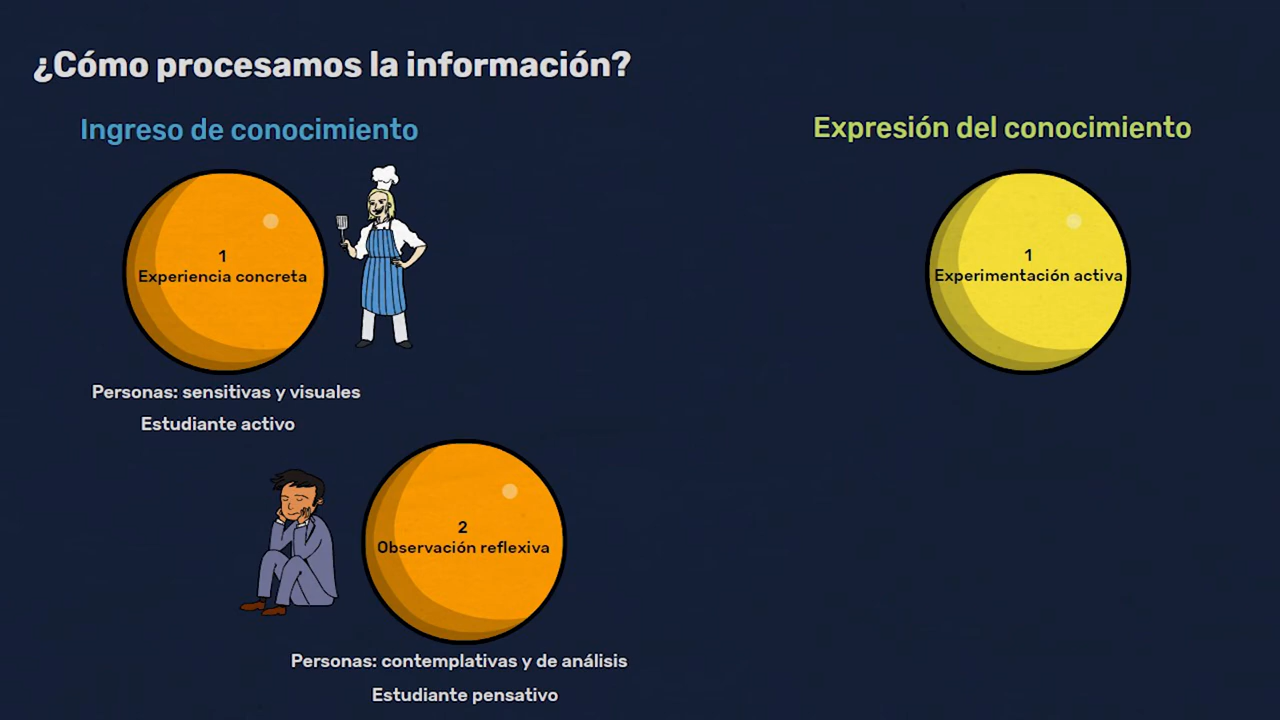 ¿Cómo procesamos la información?
Ingreso de conocimiento
1
Experiencia concreta
Personas: sensitivas y visuales
Estudiante activo
2
Observación reflexiva
Personas: contemplativas y de análisis
Estudiante pensativo
Expresión del conocimiento
1
Experimentación activa